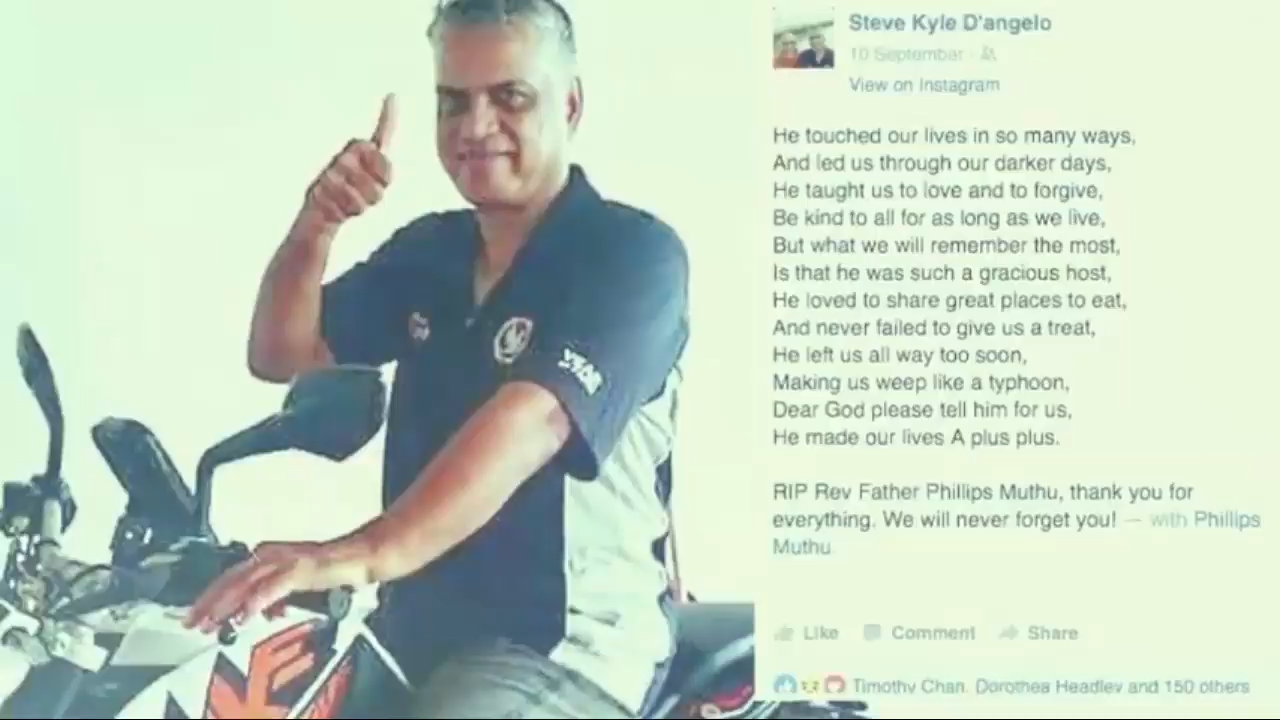 Steve Kyle D'angelo
10 September ·
View on Instagram
He touched our lives in so many ways,
And led us through our darker days,
He taught us to love and to forgive,
Be kind to all for as long as we live,
But what we will remember the most,
Is that he was such a gracious host,
He loved to share great places to eat,
And never failed to give us a treat,
He left us all way too soon,
Making us weep like a typhoon,
Dear God please tell him for us,
He made our lives A plus plus.
RIP Rev Father Phillips Muthu, thank you for
everything. We will never forget you! — with Phillips
Muthu.
Like Comment Share
Timothy Chan, Dorothea Headley and 150 others